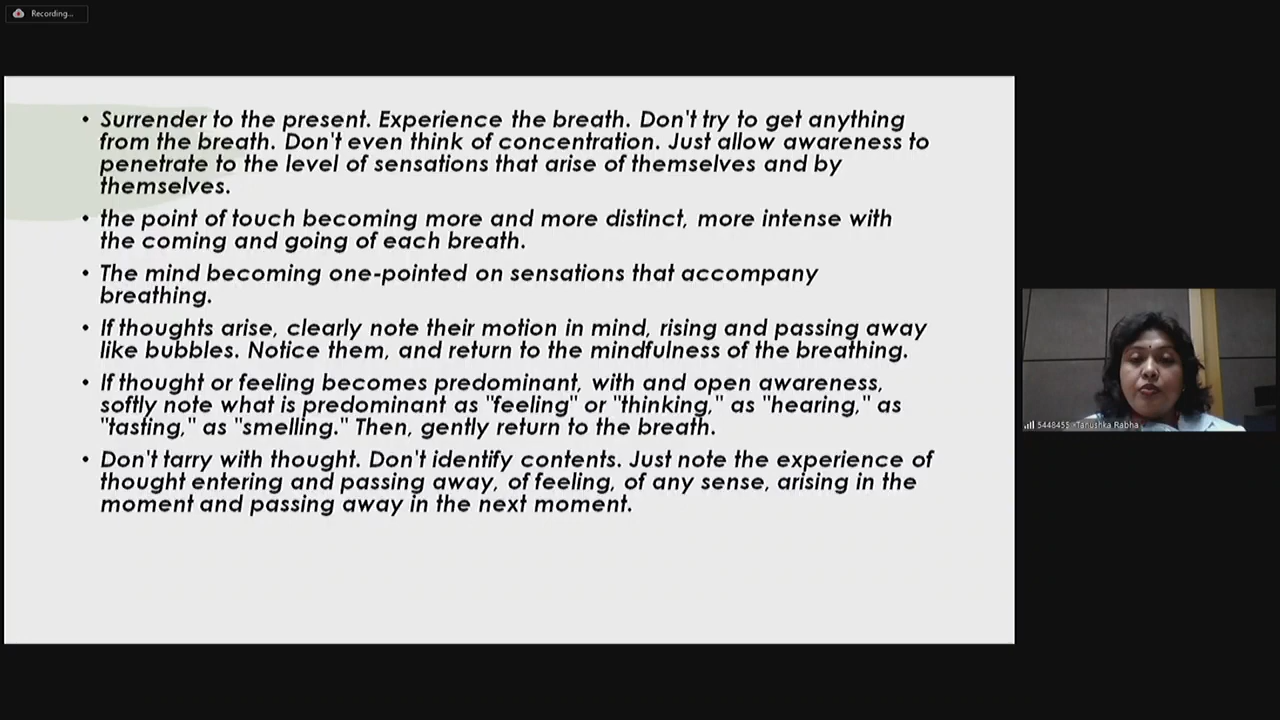 Recording...
• Surrender to the present. Experience the breath. Don't try to get anything
from the breath. Don't even think of concentration. Just allow awareness to
penetrate to the level of sensations that arise of themselves and by
themselves.
• the point of touch becoming more and more distinct, more intense with
the coming and going of each breath.
• The mind becoming one-pointed on sensations that accompany
breathing.
• If thoughts arise, clearly note their motion in mind, rising and passing away
like bubbles. Notice them, and return to the mindfulness of the breathing.
• If thought or feeling becomes predominant, with and open awareness,
softly note what is predominant as "feeling" or "thinking," as "hearing," as
"tasting," as "smelling." Then, gently return to the breath.
• Don't tarry with thought. Don't identify contents. Just note the experience of
thought entering and passing away, of feeling, of any sense, arising in the
moment and passing away in the next moment.
5448455 Tanushka Rabha